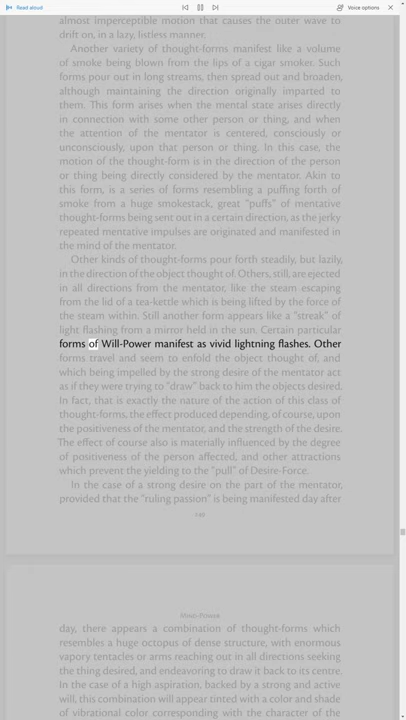 Read aloud
Voice options
almost imperceptible motion that causes the outer wave to
drift on, in a lazy, listless manner.
Another variety of thought-forms manifest like a volume
of smoke being blown from the lips of a cigar smoker. Such
forms pour out in long streams, then spread out and broaden,
although maintaining the direction originally imparted to
them. This form arises when the mental state arises directly
in connection with some other person or thing, and when
the attention of the mentator is centered, consciously or
unconsciously, upon that person or thing. In this case, the
motion of the thought-form is in the direction of the person
or thing being directly considered by the mentator. Akin to
this form, is a series of forms resembling a puffing forth of
smoke from a huge smokestack, great “puffs” of mentative
thought-forms being sent out in a certain direction, as the jerky
repeated mentative impulses are originated and manifested in
the mind of the mentator.
Other kinds of thought-forms pour forth steadily, but lazily,
in the direction of the object thought of. Others, still, are ejected
in all directions from the mentator, like the steam escaping
from the lid of a tea-kettle which is being lifted by the force of
the steam within. Still another form appears like a “streak” of
light flashing from a mirror held in the sun. Certain particular
forms of Will-Power manifest as vivid lightning flashes. Other
forms travel and seem to enfold the object thought of, and
which being impelled by the strong desire of the mentator act
as if they were trying to “draw” back to him the objects desired.
In fact, that is exactly the nature of the action of this class of
thought-forms, the effect produced depending, of course, upon
the positiveness of the mentator, and the strength of the desire.
The effect of course also is materially influenced by the degree
of positiveness of the person affected, and other attractions
which prevent the yielding to the “pull” of Desire-Force.
In the case of a strong desire on the part of the mentator,
provided that the “ruling passion” is being manifested day after
Mind-Power
day, there appears a combination of thought-forms which
resembles a huge octopus of dense structure, with enormous
vapory tentacles or arms reaching out in all directions seeking
the thing desired, and endeavoring to draw it back to its centre.
In the case of a high aspiration, backed by a strong and active
will, this combination will appear tinted with a color and shade
of vibrational color corresponding with the character of the